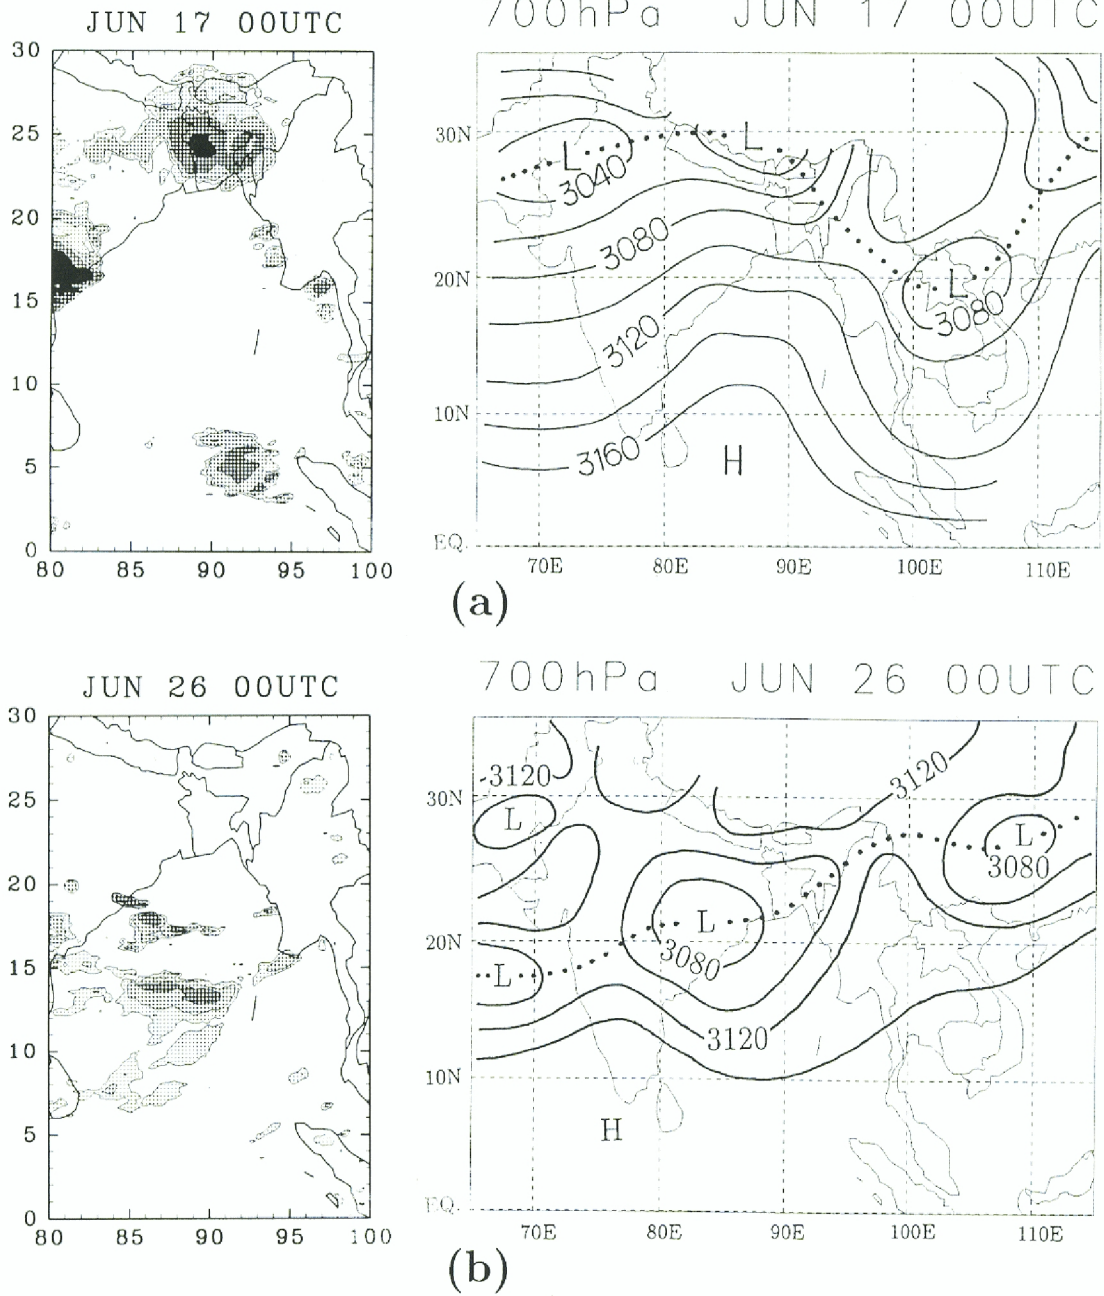 JUN 17 00UTC
700hPa JUN 17 00UTC
30
25
20
15
10
5
0
80 85 90 95 100
30N
20N
10N
EQ.
70E 80E 90E 100E 110E
L
L
3040
3080
L
3080
3120
3160
H
(a)
JUN 26 00UTC
700hPa JUN 26 00UTC
30
25
20
15
10
5
0
80 85 90 95 100
30N
20N
10N
EQ.
70E 80E 90E 100E 110E
-3120
3120
L
L
3080
L
3080
L
3120
H
(b)